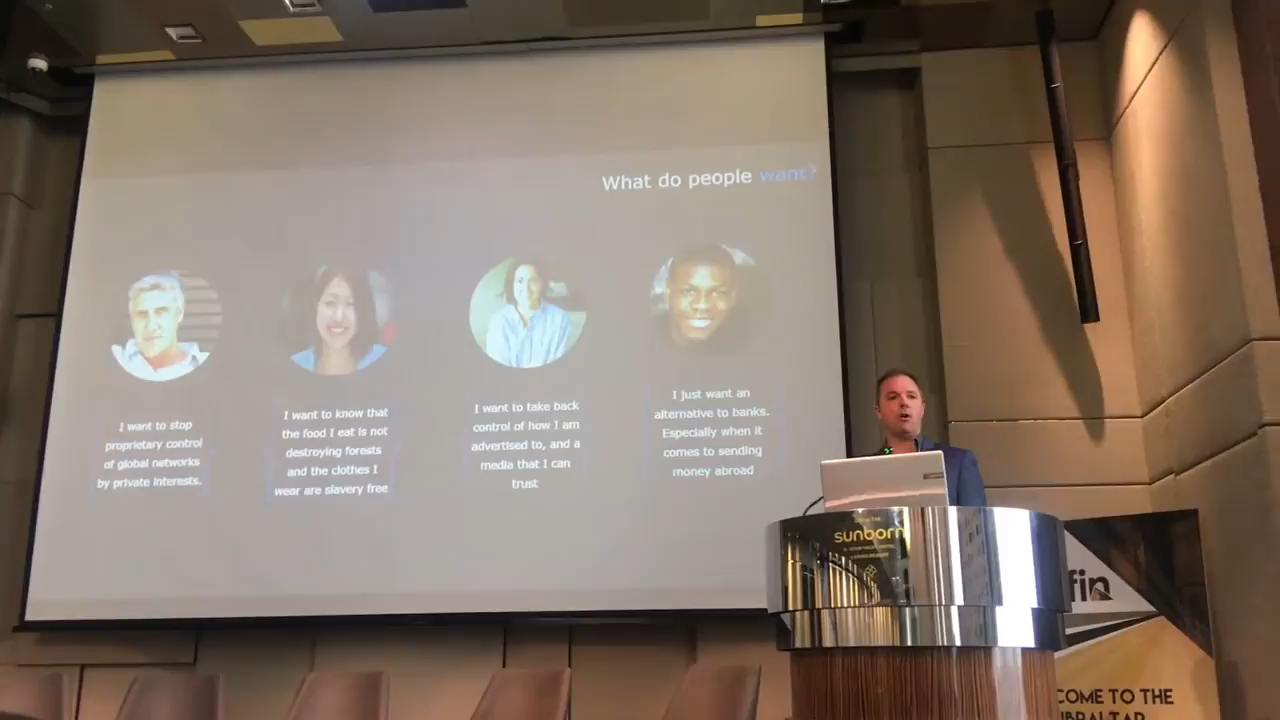 What do people want?
I want to stop
proprietary control
of global networks
by private interests.
I want to know that
the food I eat is not
destroying forests
and the clothes I
wear are slavery free
I want to take back
control of how I am
advertised to, and a
media that I can
trust
I just want an
alternative to banks.
Especially when it
comes to sending
money abroad
sunborn
fin
COME TO THE
IBRALTAR